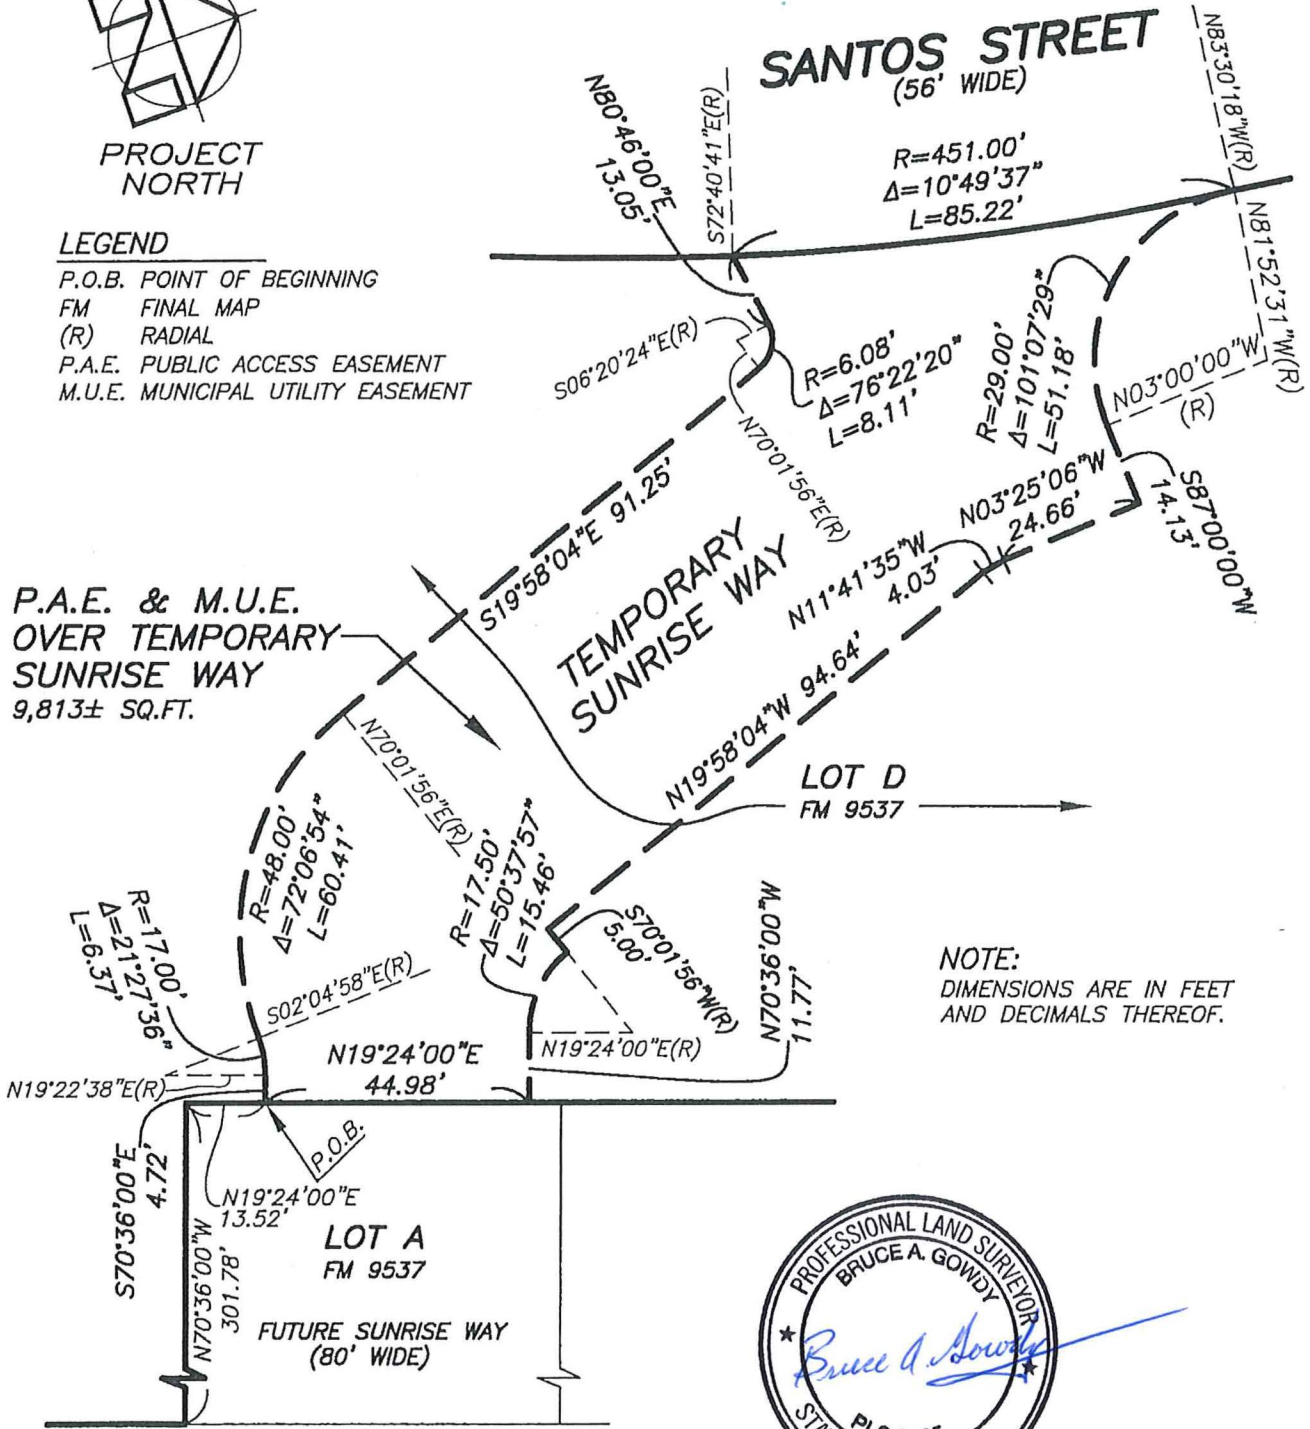 PROJECT
NORTH
LEGEND
P.O.B. POINT OF BEGINNING
FM FINAL MAP
(R) RADIAL
P.A.E. PUBLIC ACCESS EASEMENT
M.U.E. MUNICIPAL UTILITY EASEMENT
SANTOS STREET
(56' WIDE)
N80°46'00"E
13.05'
S72°40'41"E(R)
R=451.00'
Δ=10°49'37"
L=85.22'
N83°30'18"W(R)
N81°52'31"W(R)
S06°20'24"E(R)
R=6.08'
Δ=76°22'20"
L=8.11'
R=29.00'
Δ=101°07'29"
L=51.18'
N03°00'00"W
(R)
N70°01'56"E(R)
S19°58'04"E 91.25'
TEMPORARY
SUNRISE WAY
N11°41'35"W
4.03'
N03°25'06"W
24.66'
S87°00'00"W
14.13'
P.A.E. & M.U.E.
OVER TEMPORARY
SUNRISE WAY
9,813± SQ.FT.
N19°58'04"W 94.64'
LOT D
FM 9537
N70°01'56"E(R)
R=48.00'
Δ=72°06'54"
L=60.41'
R=17.50'
Δ=50°37'57"
L=15.46'
S70°01'56"W(R)
5.00'
N70°36'00"W
11.77'
R=17.00'
Δ=21°27'36"
L=6.37'
S02°04'58"E(R)
N19°24'00"E(R)
N19°22'38"E(R)
N19°24'00"E
44.98'
NOTE:
DIMENSIONS ARE IN FEET
AND DECIMALS THEREOF.
S70°36'00"E
4.72'
P.O.B.
N19°24'00"E
13.52'
N70°36'00"W
301.78'
LOT A
FM 9537
FUTURE SUNRISE WAY
(80' WIDE)
PROFESSIONAL LAND SURVEYOR
BRUCE A. GOWDY
Bruce A. Gowdy